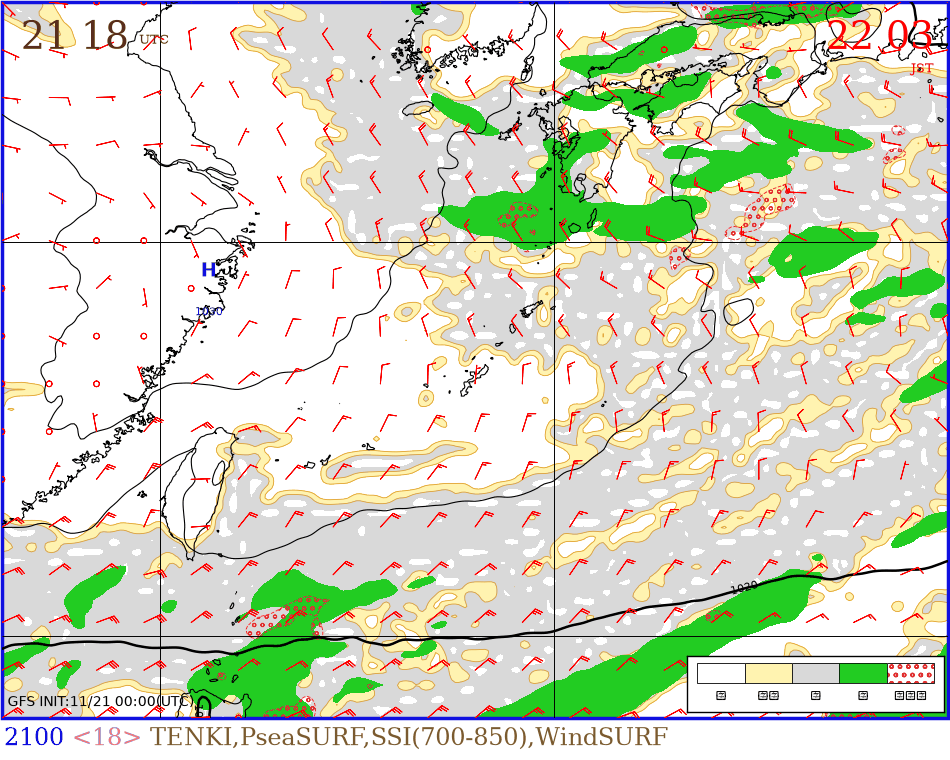 21 18 UTC
22 03
JST
H
1030
1020
GFS INIT:11/21 00:00(UTC)
2100 <18> TENKI,PseaSURF,SSI(700-850),WindSURF